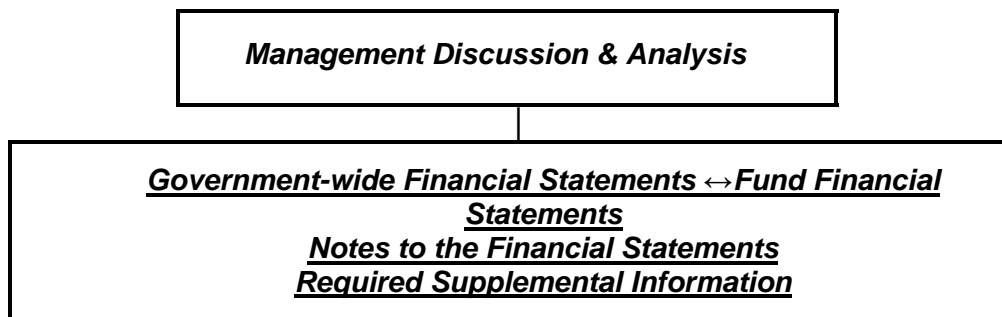 Management Discussion & Analysis
Government-wide Financial Statements ↔Fund Financial
Statements
Notes to the Financial Statements
Required Supplemental Information